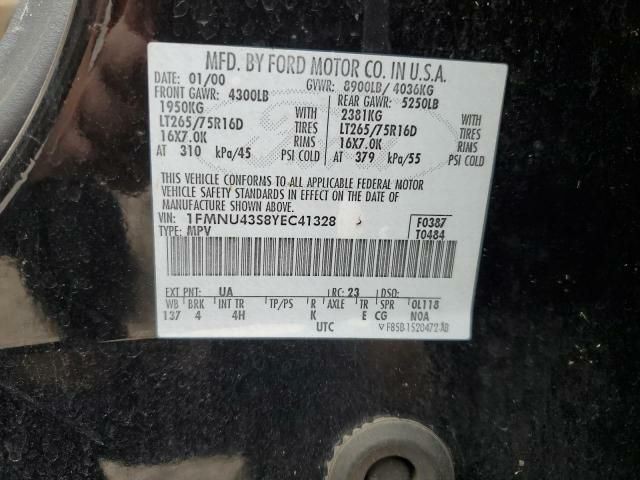 MFD. BY FORD MOTOR CO. IN U.S.A.
DATE: 01/00 GVWR: 8900LB/ 4036KG
FRONT GAWR: 4300LB REAR GAWR: 5250LB
1950KG WITH 2381KG WITH
LT265/75R16D TIRES LT265/75R16D TIRES
16X7.0K RIMS 16X7.0K RIMS
AT 310 kPa/45 PSI COLD AT 379 kPa/55 PSI COLD
THIS VEHICLE CONFORMS TO ALL APPLICABLE FEDERAL MOTOR
VEHICLE SAFETY STANDARDS IN EFFECT ON THE DATE OF
MANUFACTURE SHOWN ABOVE.
VIN: 1FMNU43S8YEC41328 F0387
TYPE: MPV T0484
EXT PNT: UA RC: 23 DSO:
WB BRK INT TR TP/PS R AXLE TR SPR 0L118
137 4 4H K E CG N0A
UTC F85B-1520472-AB